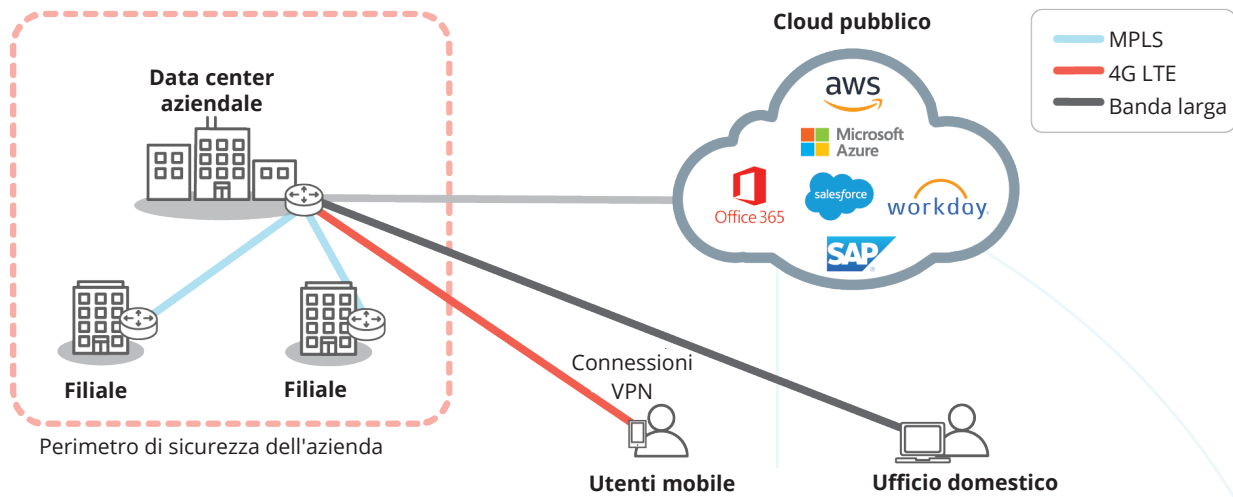 Cloud pubblico
MPLS
4G LTE
Banda larga
Data center
aziendale
aws
Microsoft
Azure
Office 365
salesforce
workday.
SAP
®
Filiale
Filiale
Connessioni
VPN
Perimetro di sicurezza dell'azienda
Utenti mobile
Ufficio domestico